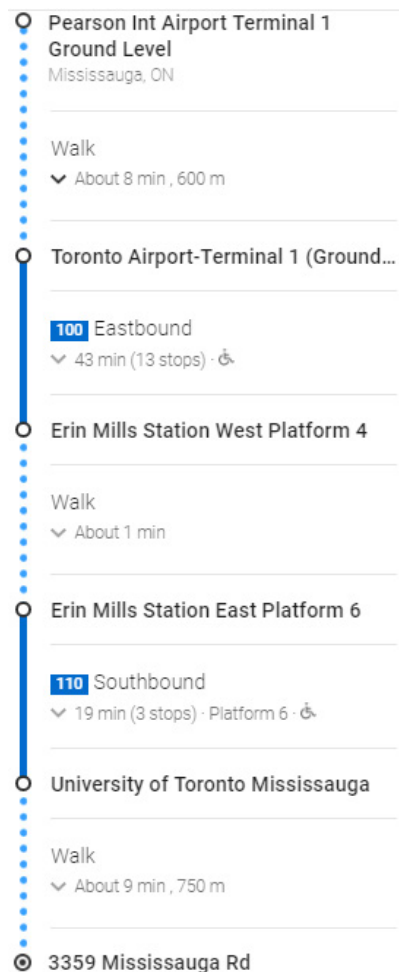 Pearson Int Airport Terminal 1
Ground Level
Mississauga, ON
Walk
About 8 min , 600 m
Toronto Airport-Terminal 1 (Ground...
100 Eastbound
43 min (13 stops) ·
Erin Mills Station West Platform 4
Walk
About 1 min
Erin Mills Station East Platform 6
110 Southbound
19 min (3 stops) · Platform 6 ·
University of Toronto Mississauga
Walk
About 9 min , 750 m
3359 Mississauga Rd